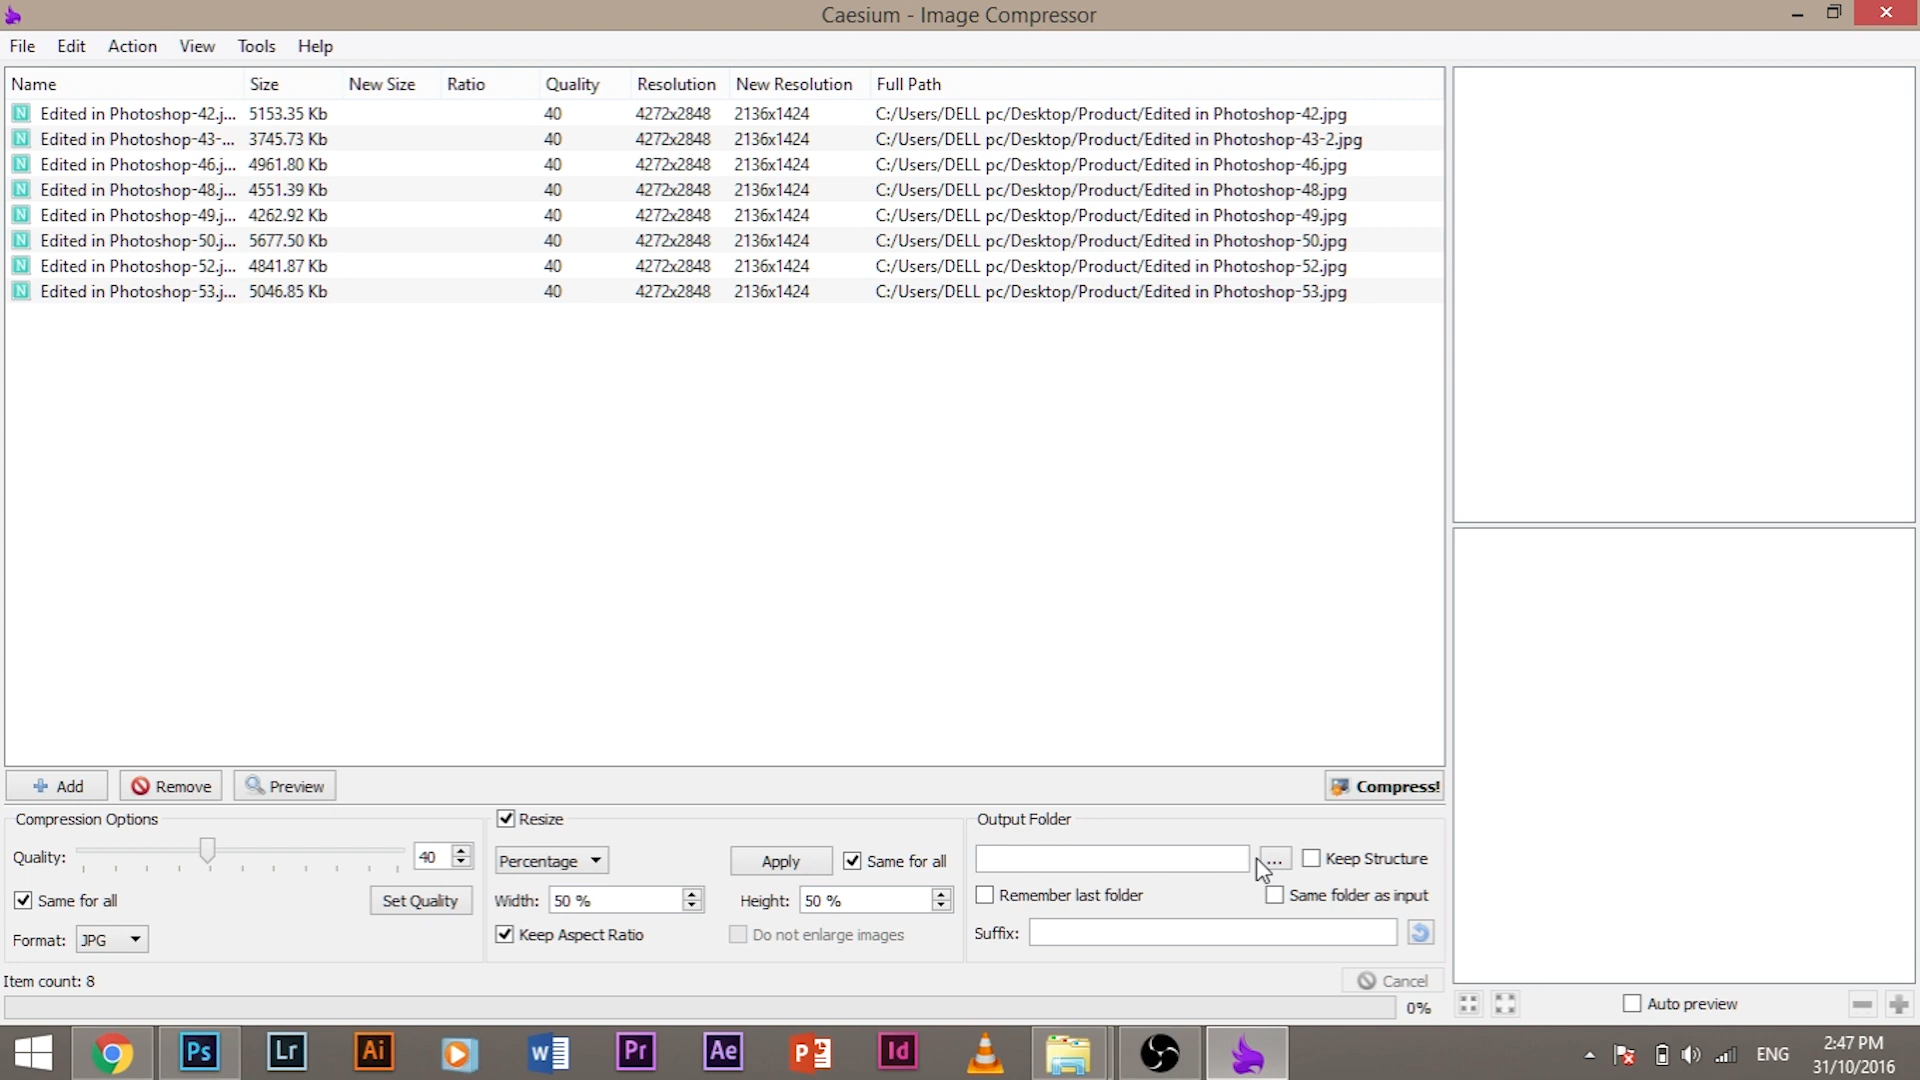 Caesium - Image Compressor
File Edit Action View Tools Help
Name Size New Size Ratio Quality Resolution New Resolution Full Path
N Edited in Photoshop-42.j... 5153.35 Kb 40 4272x2848 2136x1424 C:/Users/DELL pc/Desktop/Product/Edited in Photoshop-42.jpg
N Edited in Photoshop-43-... 3745.73 Kb 40 4272x2848 2136x1424 C:/Users/DELL pc/Desktop/Product/Edited in Photoshop-43-2.jpg
N Edited in Photoshop-46.j... 4961.80 Kb 40 4272x2848 2136x1424 C:/Users/DELL pc/Desktop/Product/Edited in Photoshop-46.jpg
N Edited in Photoshop-48.j... 4551.39 Kb 40 4272x2848 2136x1424 C:/Users/DELL pc/Desktop/Product/Edited in Photoshop-48.jpg
N Edited in Photoshop-49.j... 4262.92 Kb 40 4272x2848 2136x1424 C:/Users/DELL pc/Desktop/Product/Edited in Photoshop-49.jpg
N Edited in Photoshop-50.j... 5677.50 Kb 40 4272x2848 2136x1424 C:/Users/DELL pc/Desktop/Product/Edited in Photoshop-50.jpg
N Edited in Photoshop-52.j... 4841.87 Kb 40 4272x2848 2136x1424 C:/Users/DELL pc/Desktop/Product/Edited in Photoshop-52.jpg
N Edited in Photoshop-53.j... 5046.85 Kb 40 4272x2848 2136x1424 C:/Users/DELL pc/Desktop/Product/Edited in Photoshop-53.jpg
Add Remove Preview Compress!
Compression Options Resize Output Folder
Quality: 40 Percentage Apply Same for all ... Keep Structure
Same for all Set Quality Width: 50 % Height: 50 % Remember last folder Same folder as input
Format: JPG Keep Aspect Ratio Do not enlarge images Suffix:
Item count: 8 Cancel
0% Auto preview
Ps Lr Ai W Pr Ae P Id ENG 2:47 PM
31/10/2016